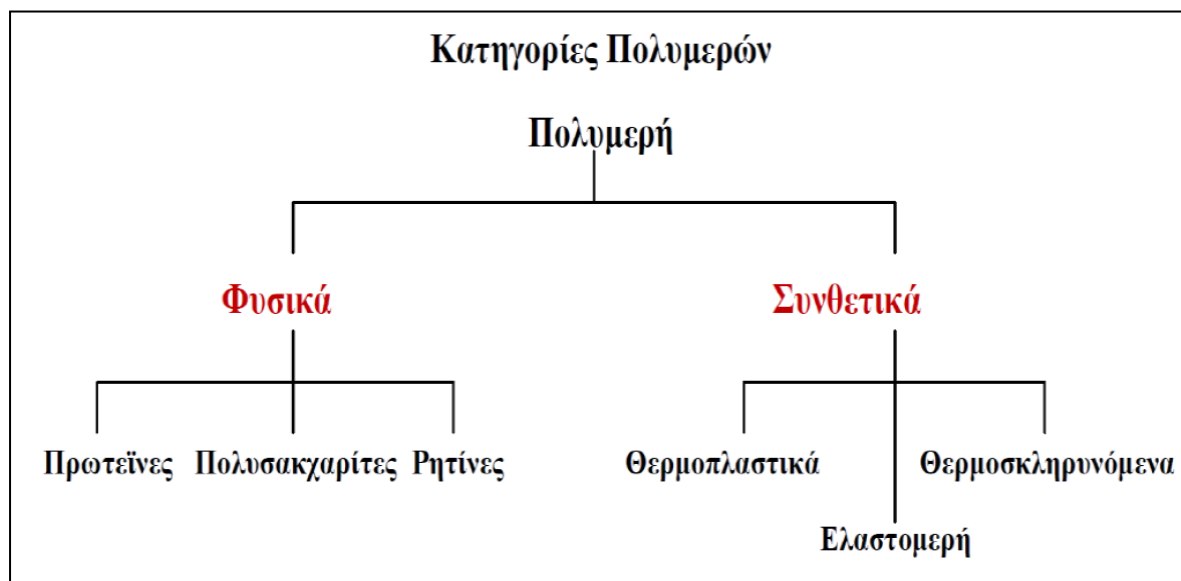 Κατηγορίες Πολυμερών
Πολυμερή
Φυσικά Συνθετικά
Πρωτεϊνες Πολυσακχαρίτες Ρητίνες Θερμοπλαστικά Θερμοσκληρυνόμενα
Ελαστομερή